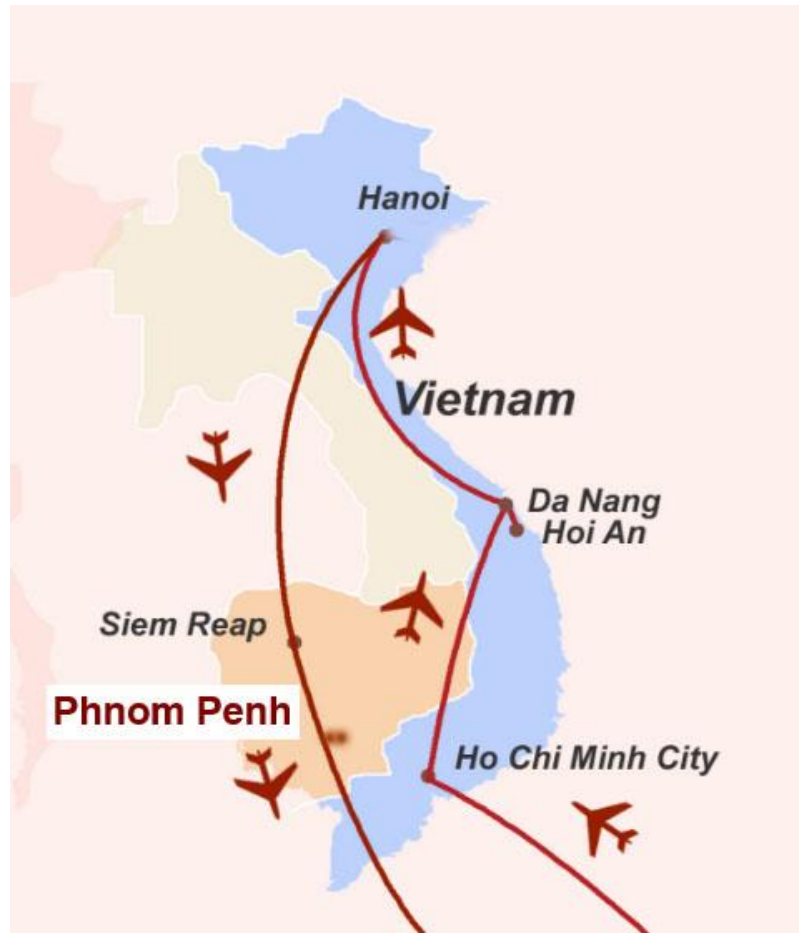 Hanoi
Vietnam
Da Nang
Hoi An
Siem Reap
Phnom Penh
Ho Chi Minh City